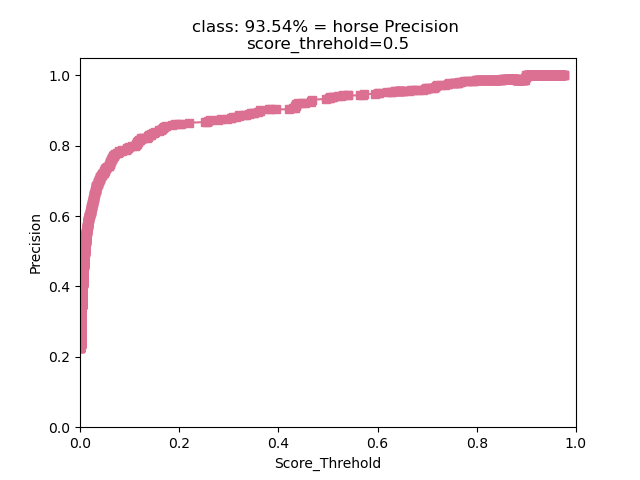 class: 93.54% = horse Precision
score_threhold=0.5
1.0
0.8
0.6
0.4
0.2
0.0
Precision
0.0 0.2 0.4 0.6 0.8 1.0
Score_Threhold